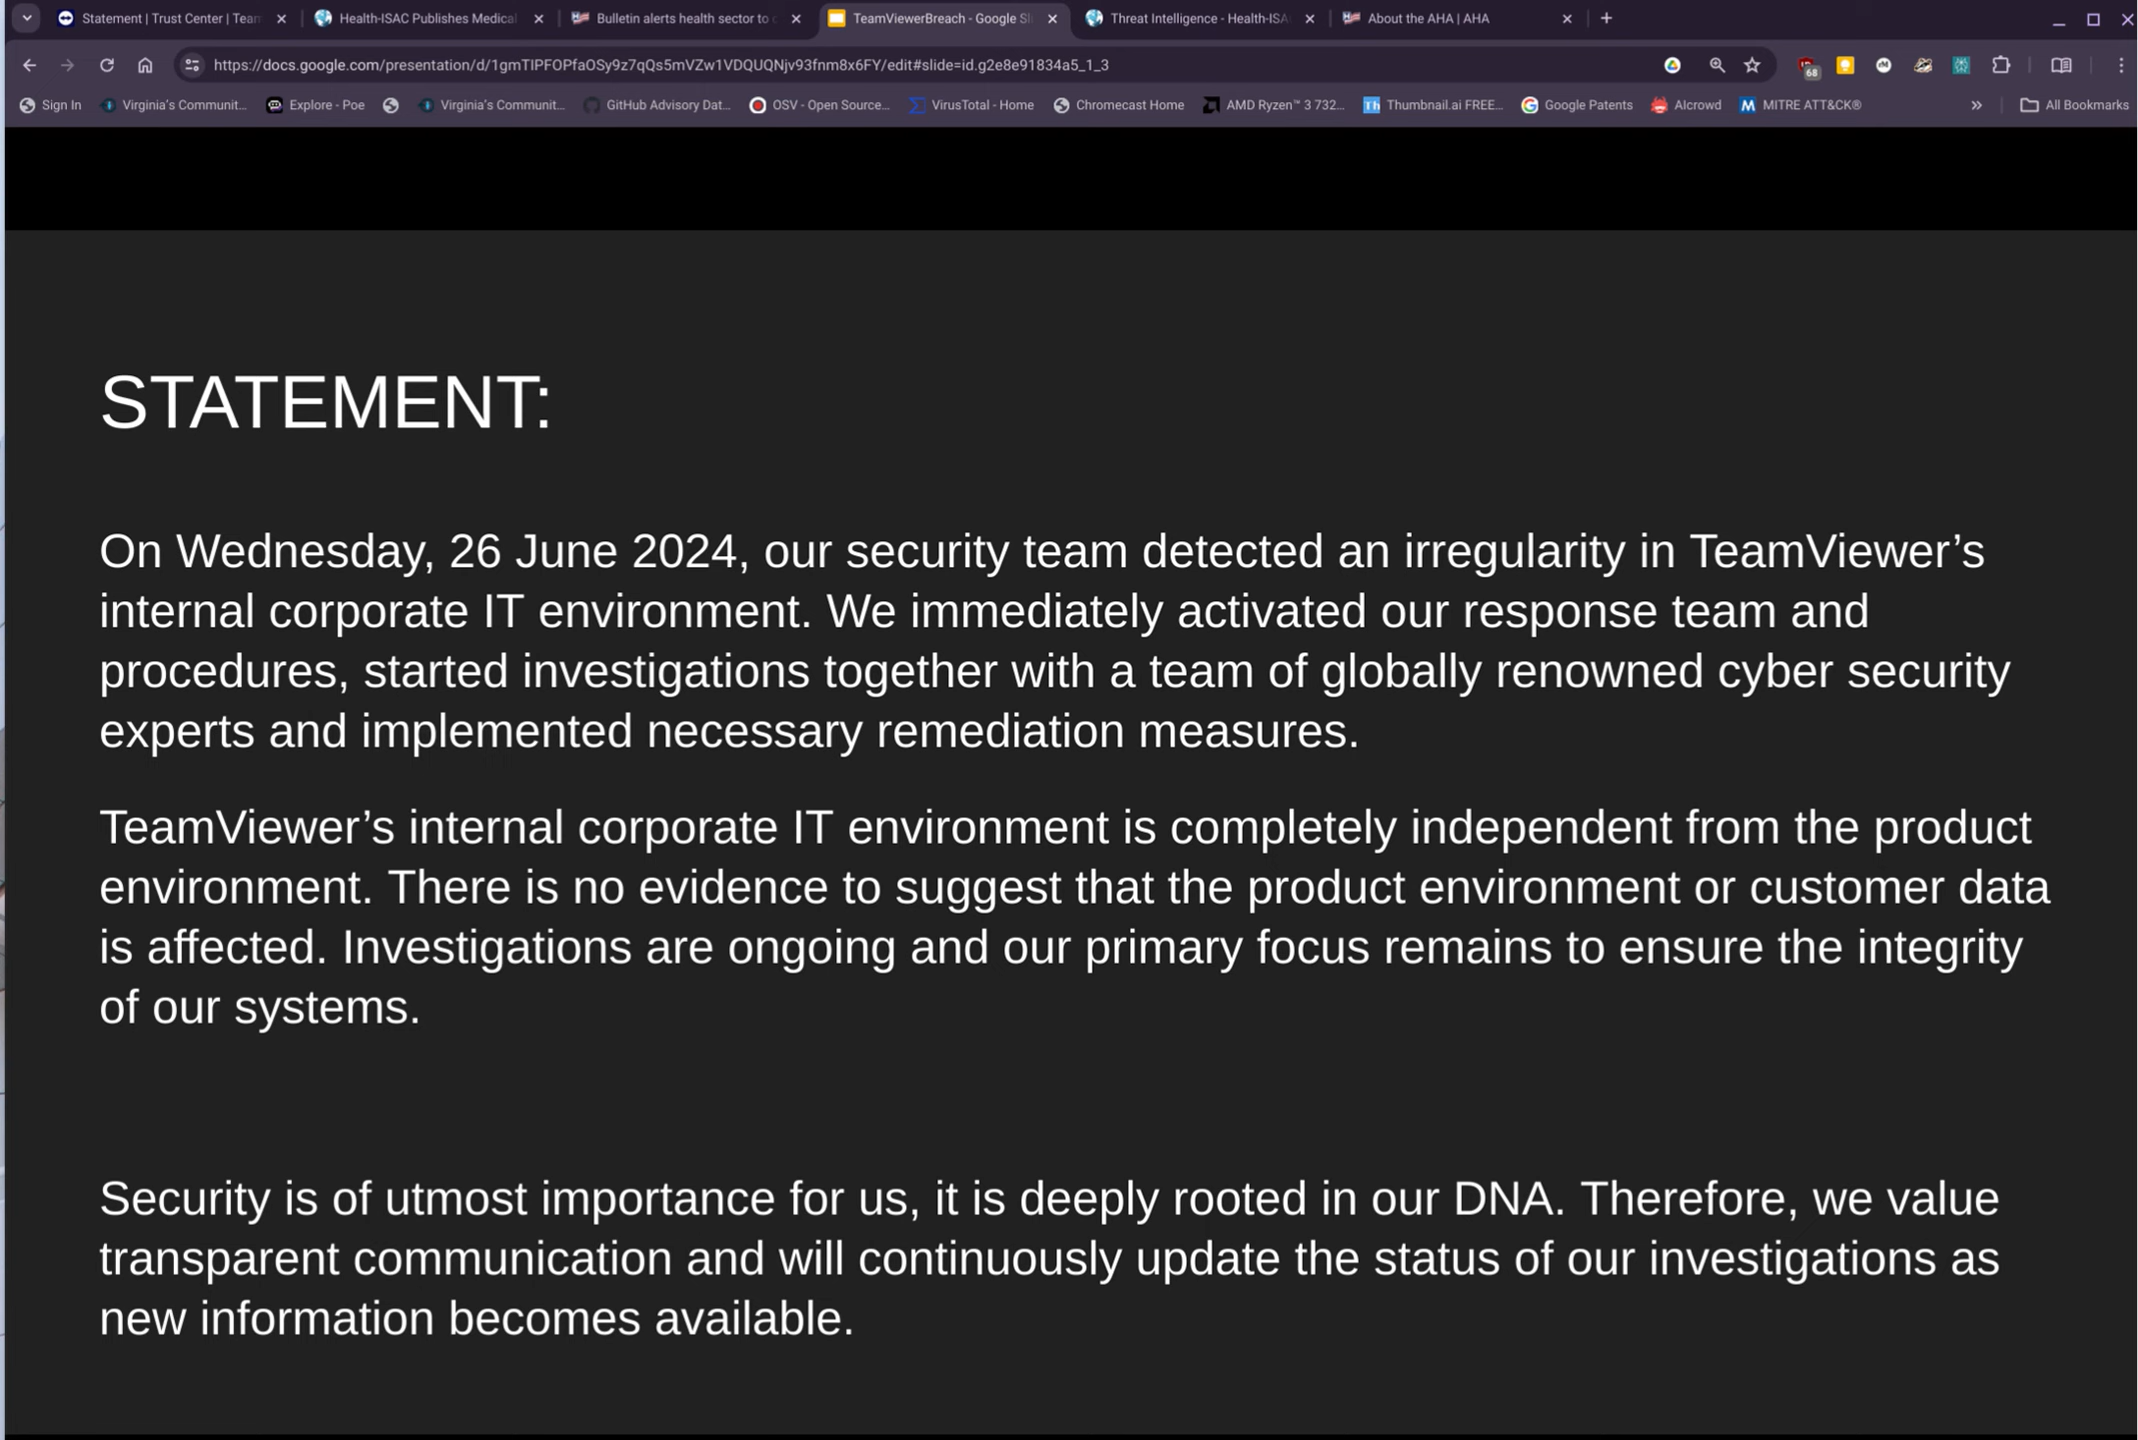 Statement | Trust Center | Team
Health-ISAC Publishes Medical
Bulletin alerts health sector to c
TeamViewerBreach - Google Sl
Threat Intelligence - Health-ISA
About the AHA | AHA
https://docs.google.com/presentation/d/1gmTIPFOPfaOSy9z7qQs5mVZw1VDQUQNjv93fnm8x6FY/edit#slide=id.g2e8e91834a5_1_3
68
Sign In
Virginia's Communit...
Explore - Poe
Virginia's Communit...
GitHub Advisory Dat...
OSV - Open Source...
VirusTotal - Home
Chromecast Home
AMD Ryzen™ 3 732...
Th Thumbnail.ai FREE...
Google Patents
AIcrowd
M MITRE ATT&CK®
All Bookmarks
STATEMENT:
On Wednesday, 26 June 2024, our security team detected an irregularity in TeamViewer’s
internal corporate IT environment. We immediately activated our response team and
procedures, started investigations together with a team of globally renowned cyber security
experts and implemented necessary remediation measures.
TeamViewer’s internal corporate IT environment is completely independent from the product
environment. There is no evidence to suggest that the product environment or customer data
is affected. Investigations are ongoing and our primary focus remains to ensure the integrity
of our systems.
Security is of utmost importance for us, it is deeply rooted in our DNA. Therefore, we value
transparent communication and will continuously update the status of our investigations as
new information becomes available.